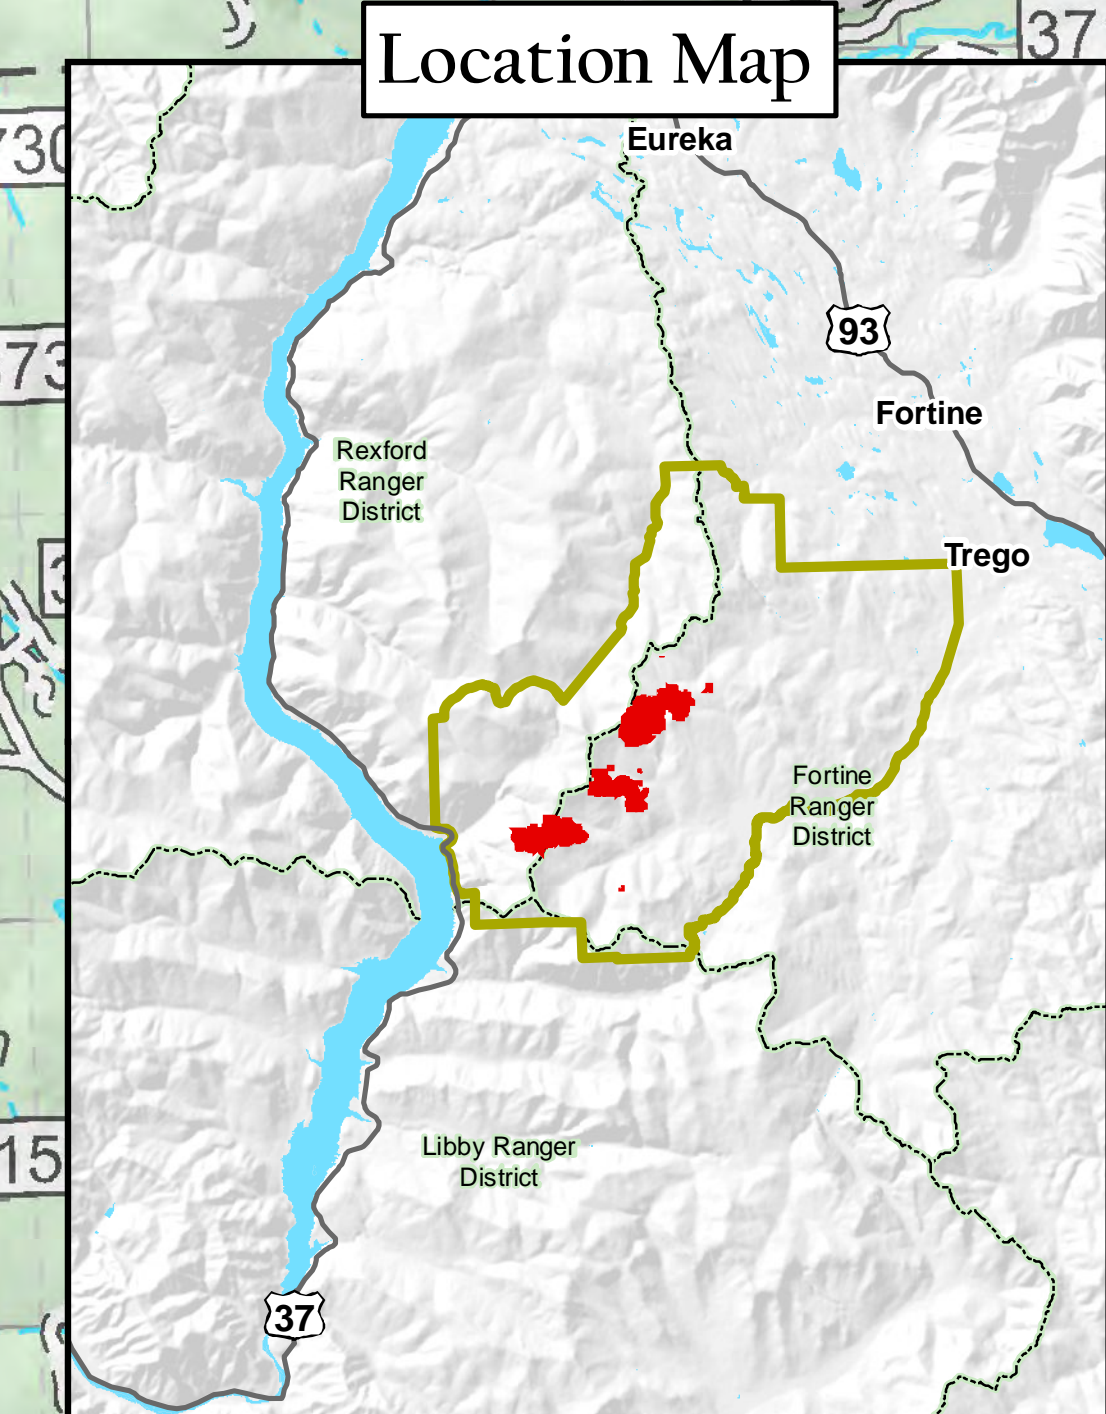 Location Map
37
Eureka
93
Fortine
Rexford
Ranger
District
Trego
Fortine
Ranger
District
Libby Ranger
District
37